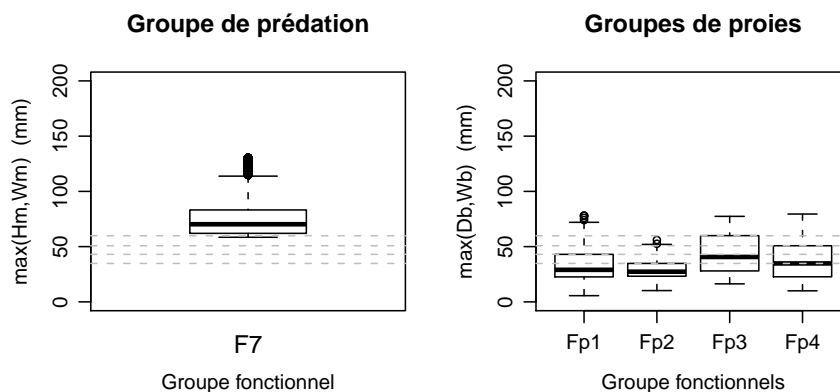 Groupe de prédation
max(Hm,Wm) (mm)
200
150
100
50
0
F7
Groupe fonctionnel
Groupes de proies
max(Db,Wb) (mm)
200
150
100
50
0
Fp1 Fp2 Fp3 Fp4
Groupe fonctionnels